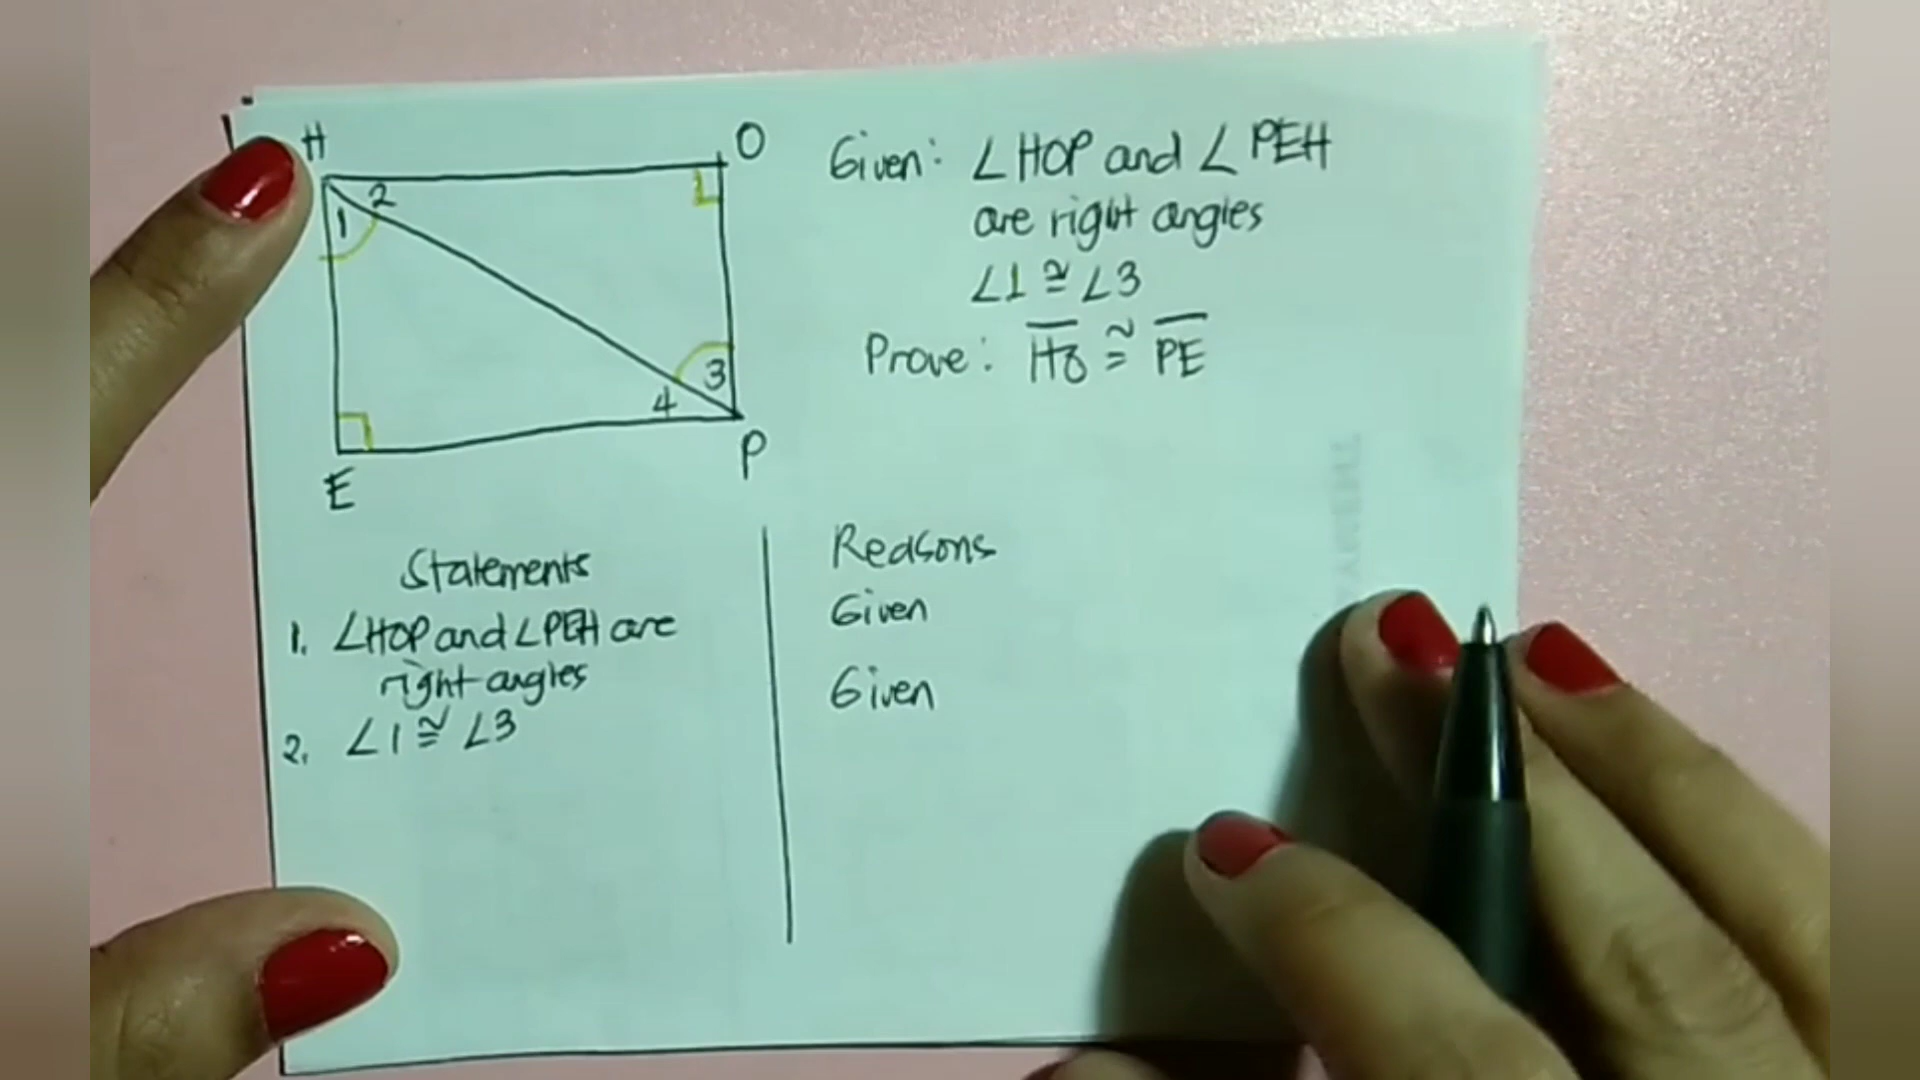 H
O
1 2
3
4
E
P
Given: ∠HOP and ∠PEH
are right angles
∠1 ≅ ∠3
Prove: HO ≅ PE
Statements
1. ∠HOP and ∠PEH are
right angles
2. ∠1 ≅ ∠3
Reasons
Given
Given